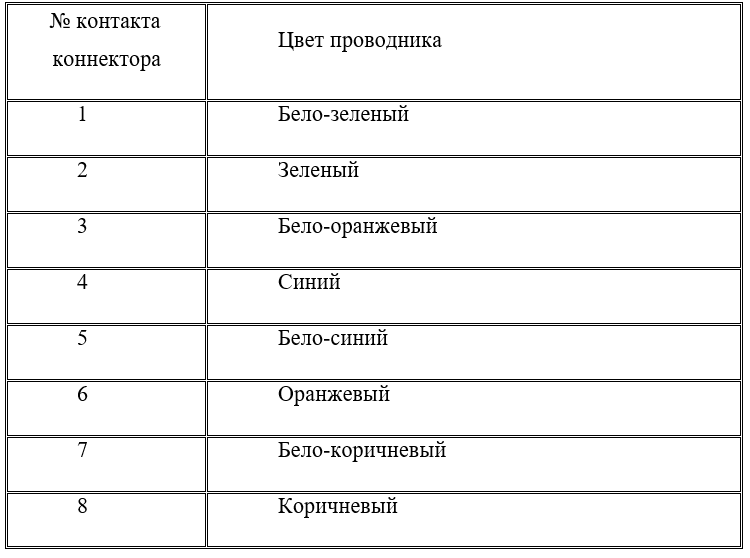 № контакта
коннектора
Цвет проводника
1 Бело-зеленый
2 Зеленый
3 Бело-оранжевый
4 Синий
5 Бело-синий
6 Оранжевый
7 Бело-коричневый
8 Коричневый